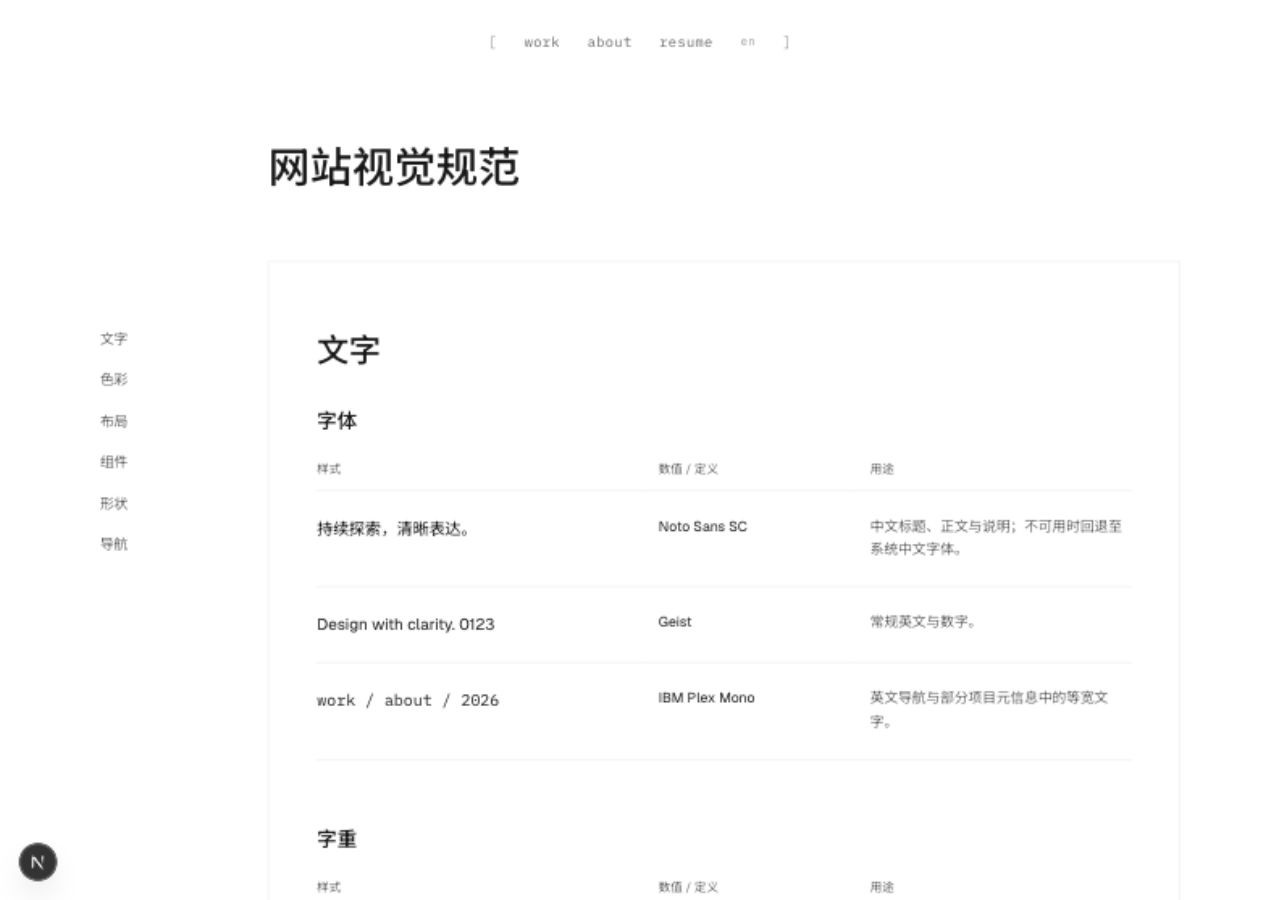 [ work about resume en ]
网站视觉规范
文字
色彩
布局
组件
形状
导航
文字
字体
样式 数值 / 定义 用途
持续探索，清晰表达。 Noto Sans SC 中文标题、正文与说明；不可用时回退至
系统中文字体。
Design with clarity. 0123 Geist 常规英文与数字。
work / about / 2026 IBM Plex Mono 英文导航与部分项目元信息中的等宽文
字。
字重
样式 数值 / 定义 用途
N